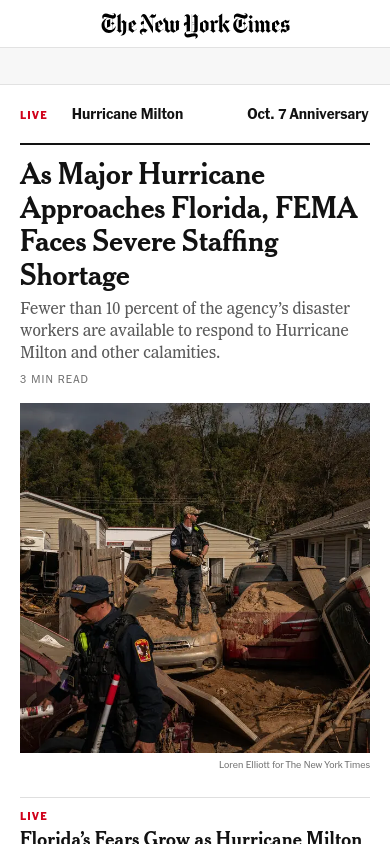 The New York Times
LIVE Hurricane Milton Oct. 7 Anniversary
As Major Hurricane
Approaches Florida, FEMA
Faces Severe Staffing
Shortage
Fewer than 10 percent of the agency’s disaster
workers are available to respond to Hurricane
Milton and other calamities.
3 MIN READ
Loren Elliott for The New York Times
LIVE
Florida’s Fears Grow as Hurricane Milton